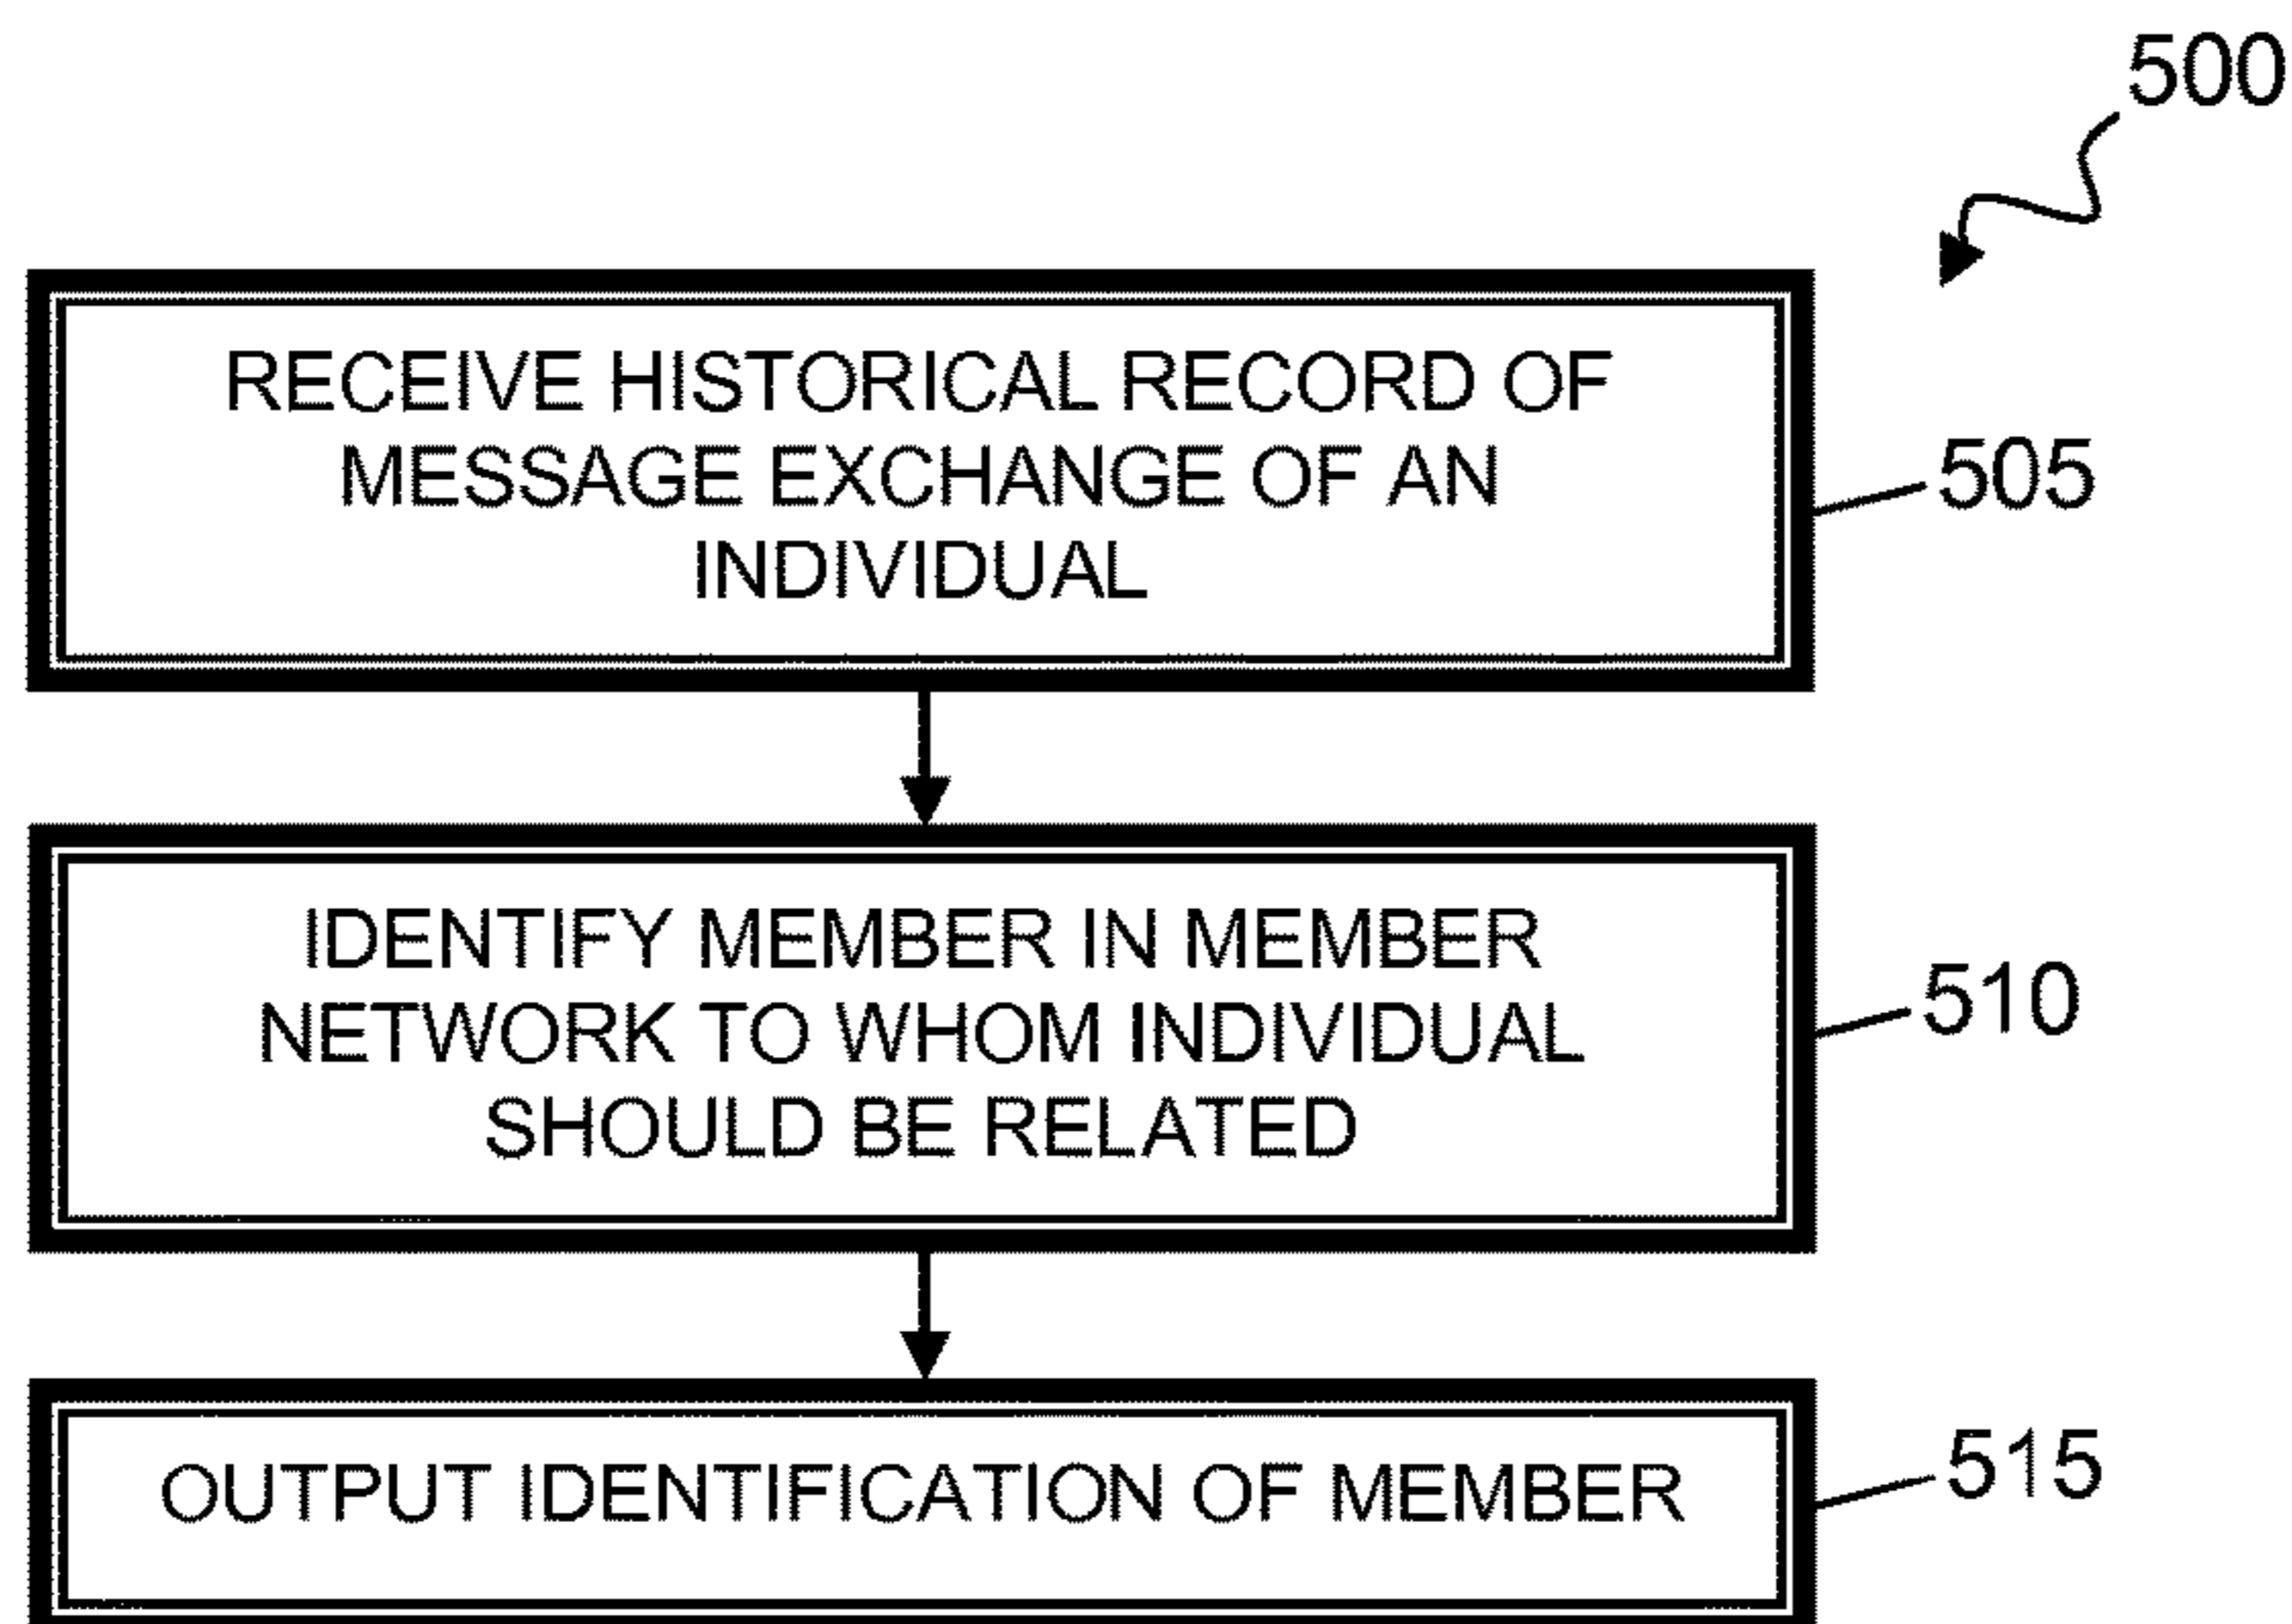 500
RECEIVE HISTORICAL RECORD OF
MESSAGE EXCHANGE OF AN
INDIVIDUAL
505
IDENTIFY MEMBER IN MEMBER
NETWORK TO WHOM INDIVIDUAL
SHOULD BE RELATED
510
OUTPUT IDENTIFICATION OF MEMBER
515